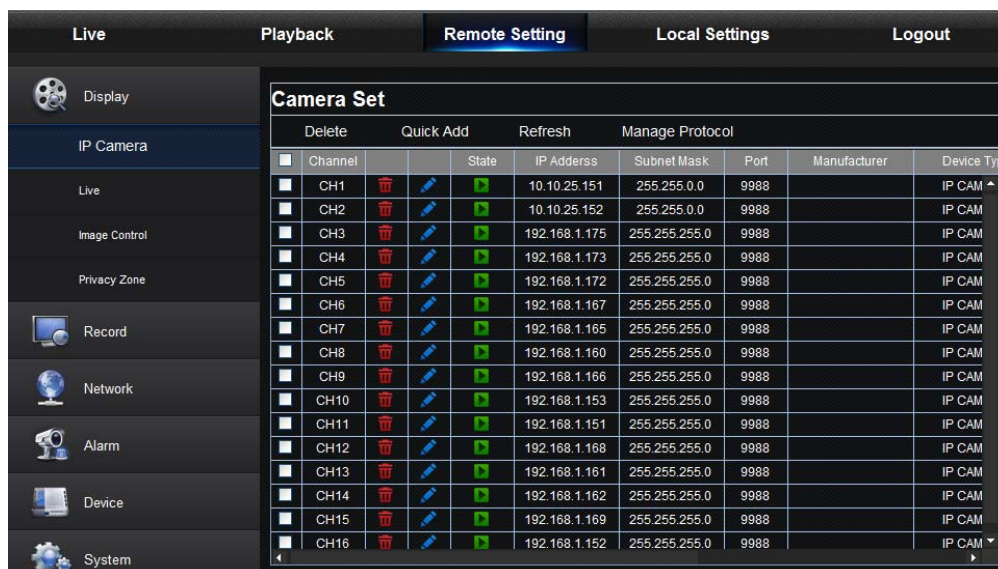 Live Playback Remote Setting Local Settings Logout
Display
IP Camera
Live
Image Control
Privacy Zone
Record
Network
Alarm
Device
System
Camera Set
Delete Quick Add Refresh Manage Protocol
Channel State IP Adderss Subnet Mask Port Manufacturer Device Ty
CH1 10.10.25.151 255.255.0.0 9988 IP CAM
CH2 10.10.25.152 255.255.0.0 9988 IP CAM
CH3 192.168.1.175 255.255.255.0 9988 IP CAM
CH4 192.168.1.173 255.255.255.0 9988 IP CAM
CH5 192.168.1.172 255.255.255.0 9988 IP CAM
CH6 192.168.1.167 255.255.255.0 9988 IP CAM
CH7 192.168.1.165 255.255.255.0 9988 IP CAM
CH8 192.168.1.160 255.255.255.0 9988 IP CAM
CH9 192.168.1.166 255.255.255.0 9988 IP CAM
CH10 192.168.1.153 255.255.255.0 9988 IP CAM
CH11 192.168.1.151 255.255.255.0 9988 IP CAM
CH12 192.168.1.168 255.255.255.0 9988 IP CAM
CH13 192.168.1.161 255.255.255.0 9988 IP CAM
CH14 192.168.1.162 255.255.255.0 9988 IP CAM
CH15 192.168.1.169 255.255.255.0 9988 IP CAM
CH16 192.168.1.152 255.255.255.0 9988 IP CAM